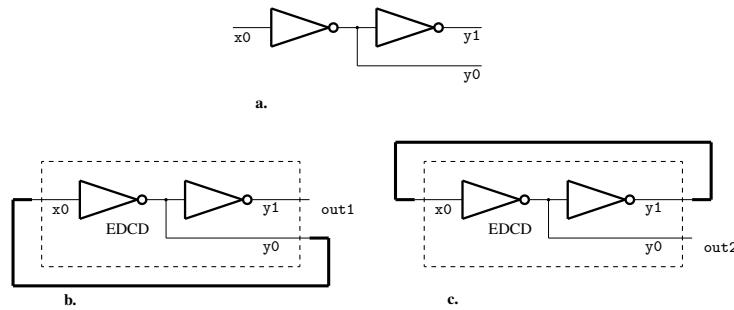 x0 y1
y0
a.
x0 y1 out1
EDCD
y0
b.
x0 y1
EDCD
y0 out2
c.